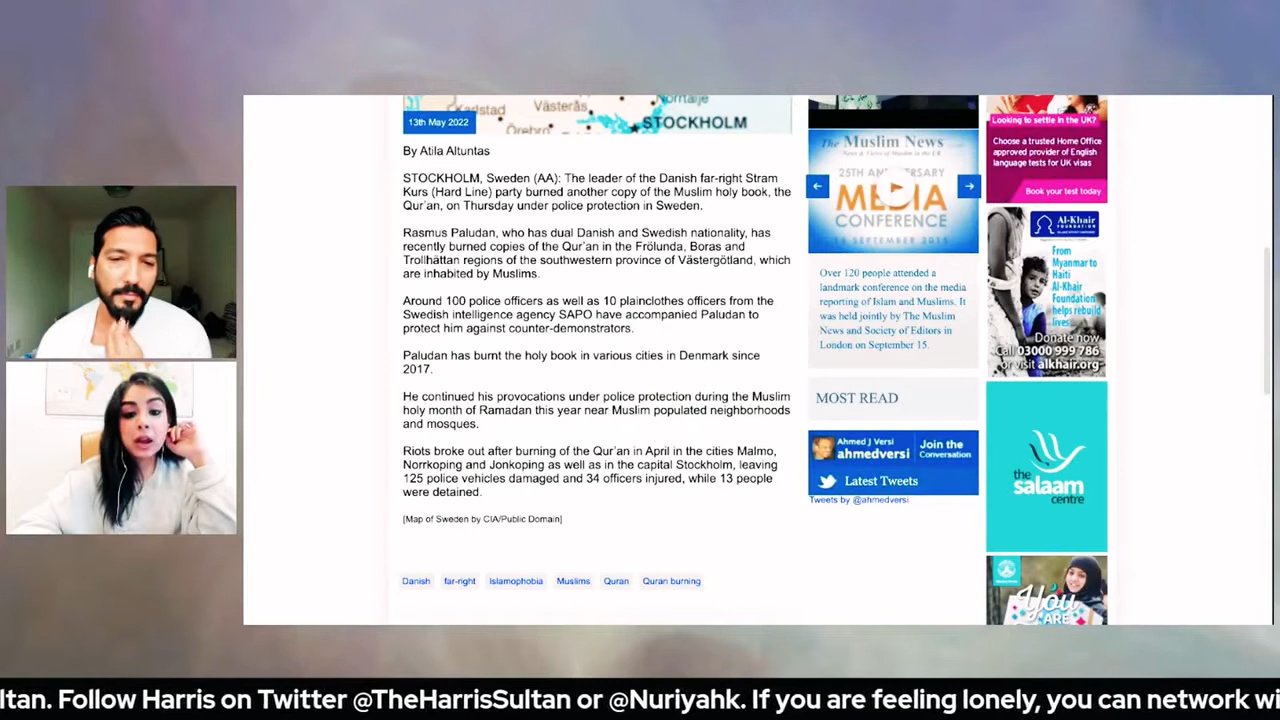 Karlstad
Västerås
Norrtälje
Örebro
STOCKHOLM
13th May 2022
By Atila Altuntas
STOCKHOLM, Sweden (AA): The leader of the Danish far-right Stram
Kurs (Hard Line) party burned another copy of the Muslim holy book, the
Qur'an, on Thursday under police protection in Sweden.
Rasmus Paludan, who has dual Danish and Swedish nationality, has
recently burned copies of the Qur'an in the Frölunda, Boras and
Trollhättan regions of the southwestern province of Västergötland, which
are inhabited by Muslims.
Around 100 police officers as well as 10 plainclothes officers from the
Swedish intelligence agency SAPO have accompanied Paludan to
protect him against counter-demonstrators.
Paludan has burnt the holy book in various cities in Denmark since
2017.
He continued his provocations under police protection during the Muslim
holy month of Ramadan this year near Muslim populated neighborhoods
and mosques.
Riots broke out after burning of the Qur'an in April in the cities Malmo,
Norrkoping and Jonkoping as well as in the capital Stockholm, leaving
125 police vehicles damaged and 34 officers injured, while 13 people
were detained.
[Map of Sweden by CIA/Public Domain]
Danish far-right Islamophobia Muslims Quran Quran burning
The Muslim News
25TH ANNIVERSARY
MEDIA
CONFERENCE
15 SEPTEMBER 2015
Over 120 people attended a
landmark conference on the media
reporting of Islam and Muslims. It
was held jointly by The Muslim
News and Society of Editors in
London on September 15.
MOST READ
Ahmed J Versi
ahmedversi
Join the
Conversation
Latest Tweets
Tweets by @ahmedversi
Looking to settle in the UK?
Choose a trusted Home Office
approved provider of English
language tests for UK visas
Book your test today
Al-Khair
FOUNDATION
From
Myanmar to
Haiti
Al-Khair
Foundation
helps rebuild
lives
Donate now
Call 03000 999 786
or visit alkhair.org
the
salaam
centre
You
ARE
ltan. Follow Harris on Twitter @TheHarrisSultan or @Nuriyahk. If you are feeling lonely, you can network wi